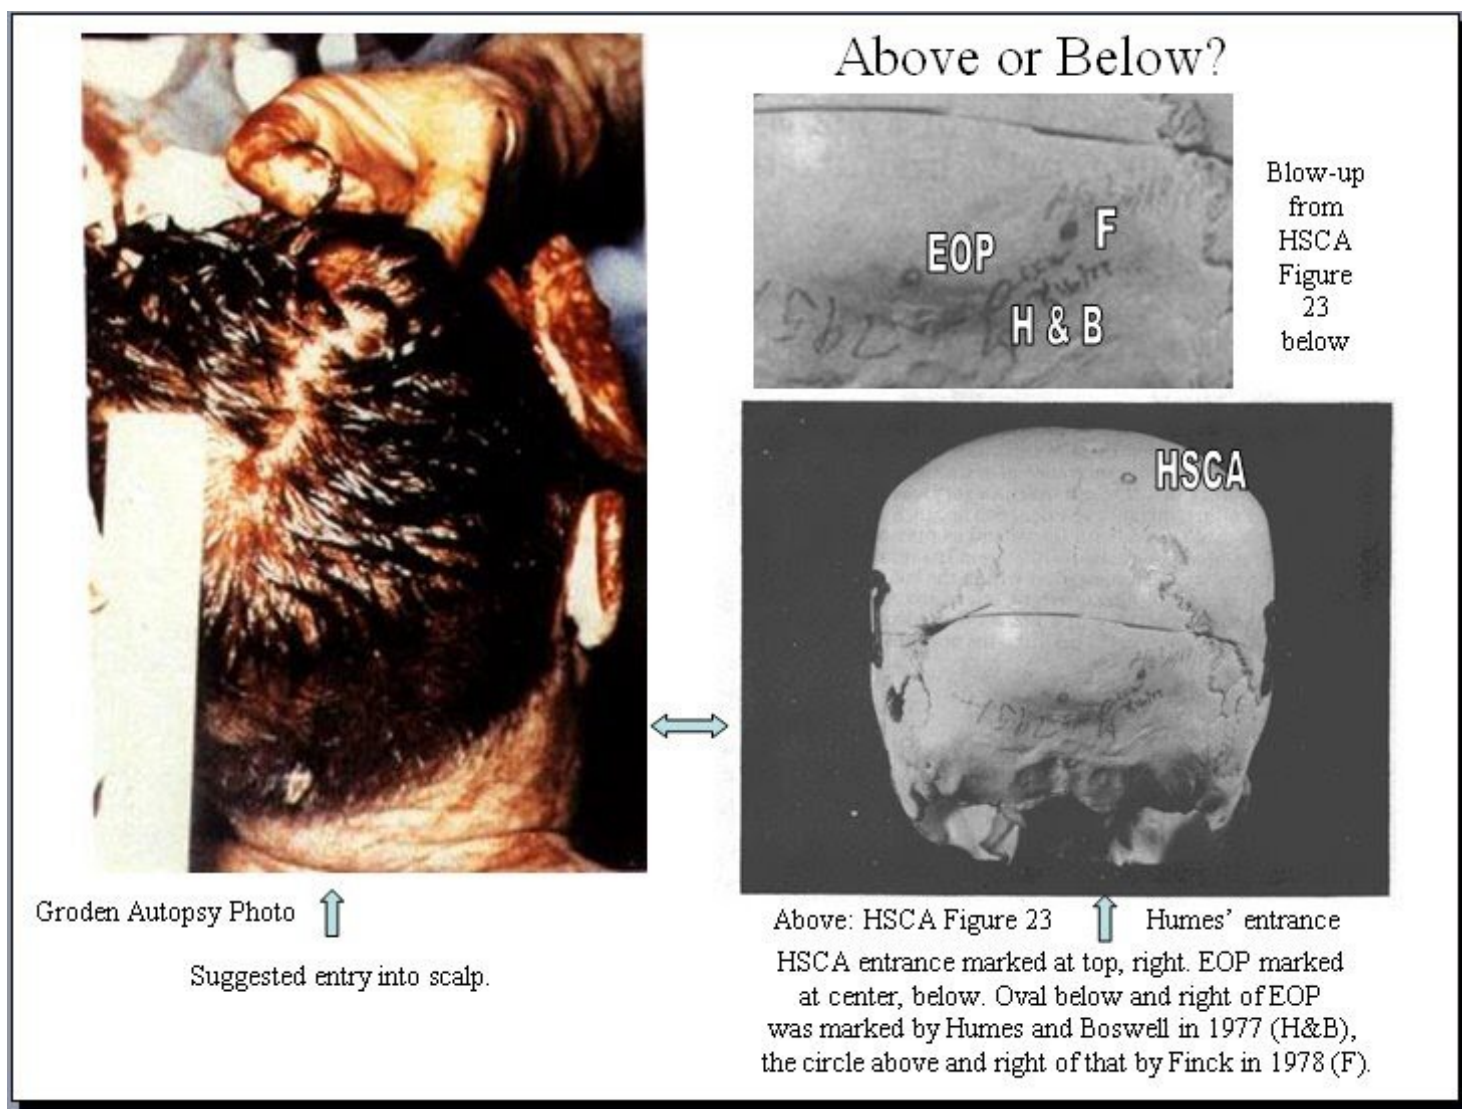 Above or Below?
EOP
F
H & B
Blow-up
from
HSCA
Figure
23
below
HSCA
Groden Autopsy Photo
Suggested entry into scalp.
Above: HSCA Figure 23
Humes' entrance
HSCA entrance marked at top, right. EOP marked
at center, below. Oval below and right of EOP
was marked by Humes and Boswell in 1977 (H&B),
the circle above and right of that by Finck in 1978 (F).